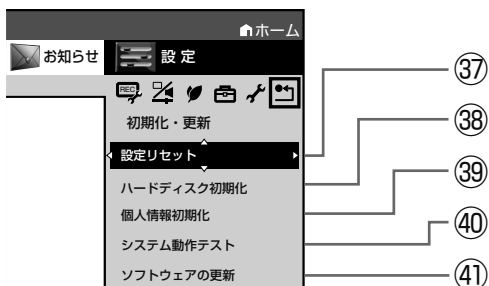 ホーム
お知らせ 設定
REC
初期化・更新
設定リセット ㊲
ハードディスク初期化 ㊳
個人情報初期化 ㊴
システム動作テスト ㊵
ソフトウェアの更新 ㊶